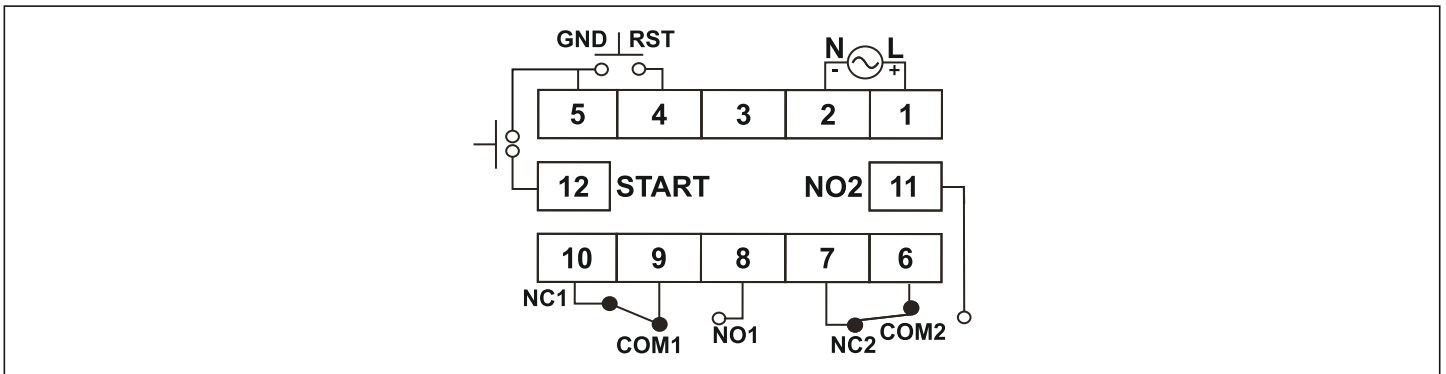 GND RST
N L
- +
5 4 3 2 1
12 START NO2 11
10 9 8 7 6
NC1
COM1 NO1 NC2 COM2